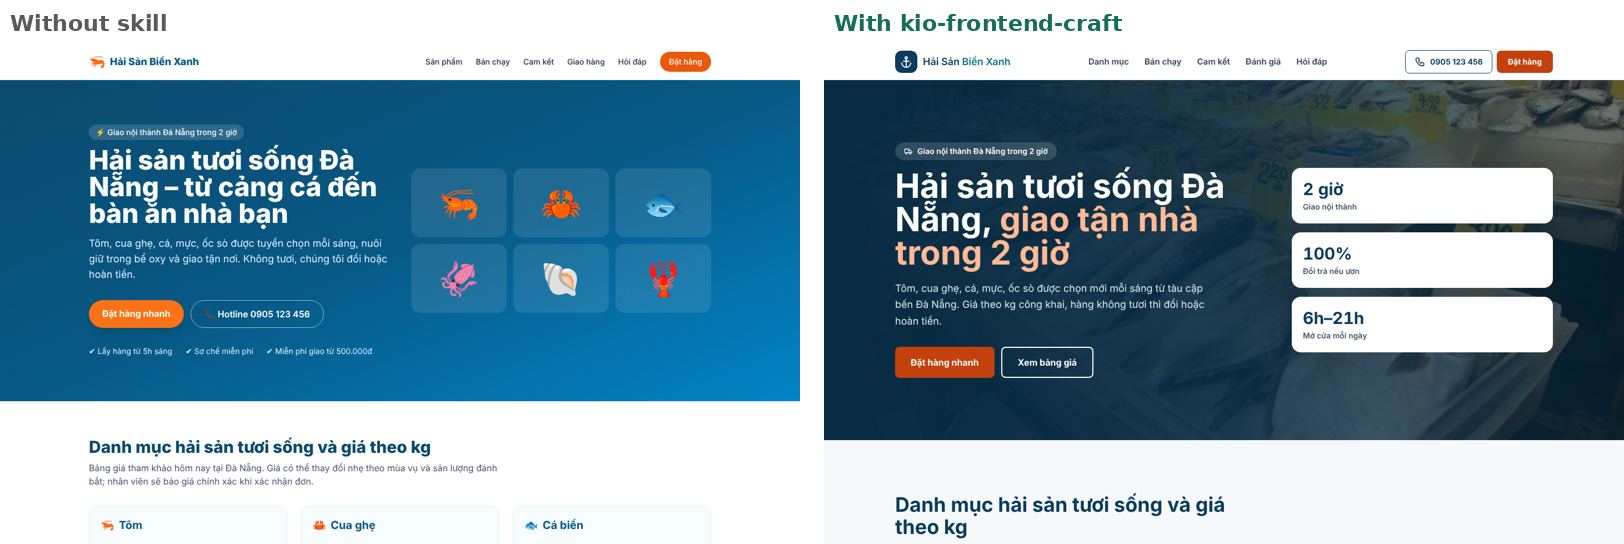 Without skill
Hải Sản Biển Xanh
Sản phẩm Bán chạy Cam kết Giao hàng Hỏi đáp Đặt hàng
⚡ Giao nội thành Đà Nẵng trong 2 giờ
Hải sản tươi sống Đà
Nẵng – từ cảng cá đến
bàn ăn nhà bạn
Tôm, cua ghẹ, cá, mực, ốc sò được tuyển chọn mỗi sáng, nuôi
giữ trong bể oxy và giao tận nơi. Không tươi, chúng tôi đổi hoặc
hoàn tiền.
Đặt hàng nhanh
Hotline 0905 123 456
✔ Lấy hàng từ 5h sáng ✔ Sơ chế miễn phí ✔ Miễn phí giao từ 500.000đ
Danh mục hải sản tươi sống và giá theo kg
Bảng giá tham khảo hôm nay tại Đà Nẵng. Giá có thể thay đổi nhẹ theo mùa vụ và sản lượng đánh
bắt; nhân viên sẽ báo giá chính xác khi xác nhận đơn.
Tôm
Cua ghẹ
Cá biển
With kio-frontend-craft
Hải Sản Biển Xanh
Danh mục Bán chạy Cam kết Đánh giá Hỏi đáp
0905 123 456
Đặt hàng
Giao nội thành Đà Nẵng trong 2 giờ
Hải sản tươi sống Đà
Nẵng, giao tận nhà
trong 2 giờ
Tôm, cua ghẹ, cá, mực, ốc sò được chọn mới mỗi sáng từ tàu cập
bến Đà Nẵng. Giá theo kg công khai, hàng không tươi thì đổi hoặc
hoàn tiền.
Đặt hàng nhanh
Xem bảng giá
2 giờ
Giao nội thành
100%
Đổi trả nếu ươn
6h–21h
Mở cửa mỗi ngày
Danh mục hải sản tươi sống và giá
theo kg